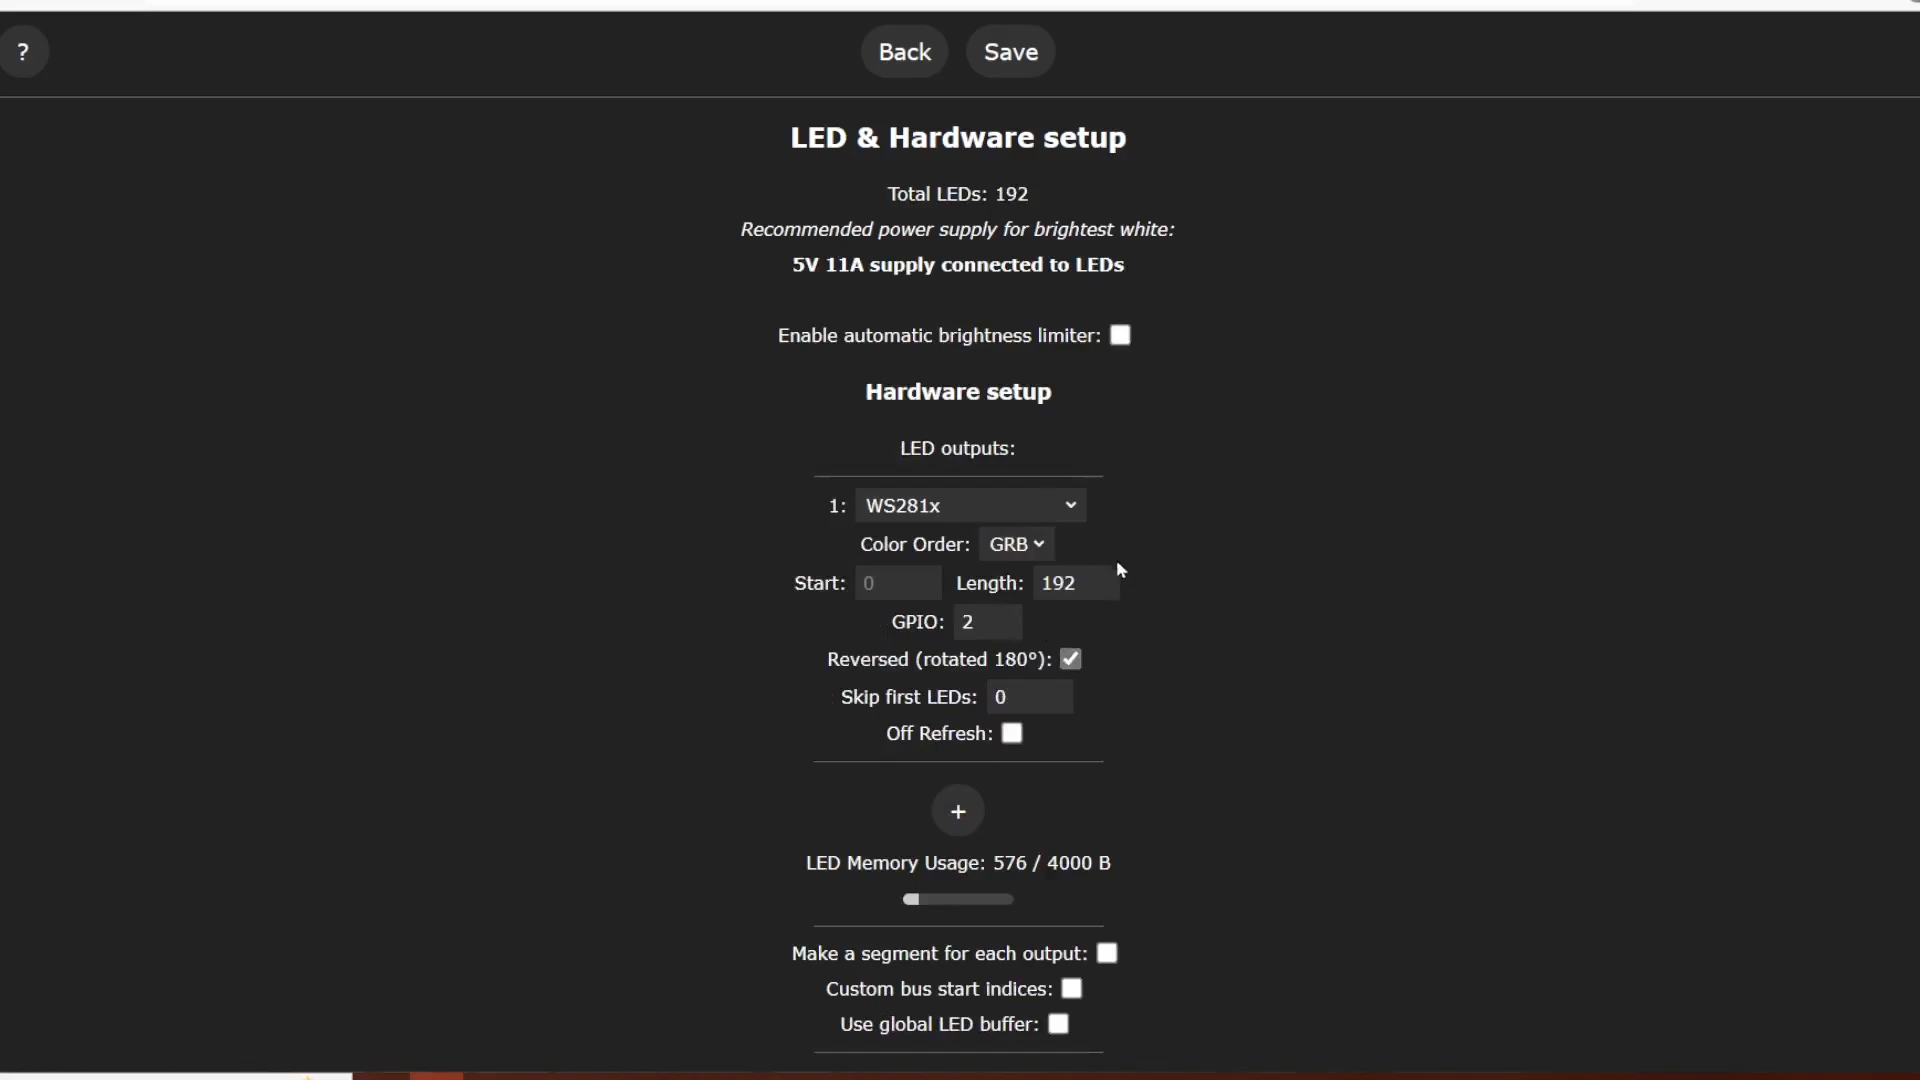 ?
Back Save
LED & Hardware setup
Total LEDs: 192
Recommended power supply for brightest white:
5V 11A supply connected to LEDs
Enable automatic brightness limiter:
Hardware setup
LED outputs:
1: WS281x
Color Order: GRB
Start: 0 Length: 192
GPIO: 2
Reversed (rotated 180°):
Skip first LEDs: 0
Off Refresh:
+
LED Memory Usage: 576 / 4000 B
Make a segment for each output:
Custom bus start indices:
Use global LED buffer: